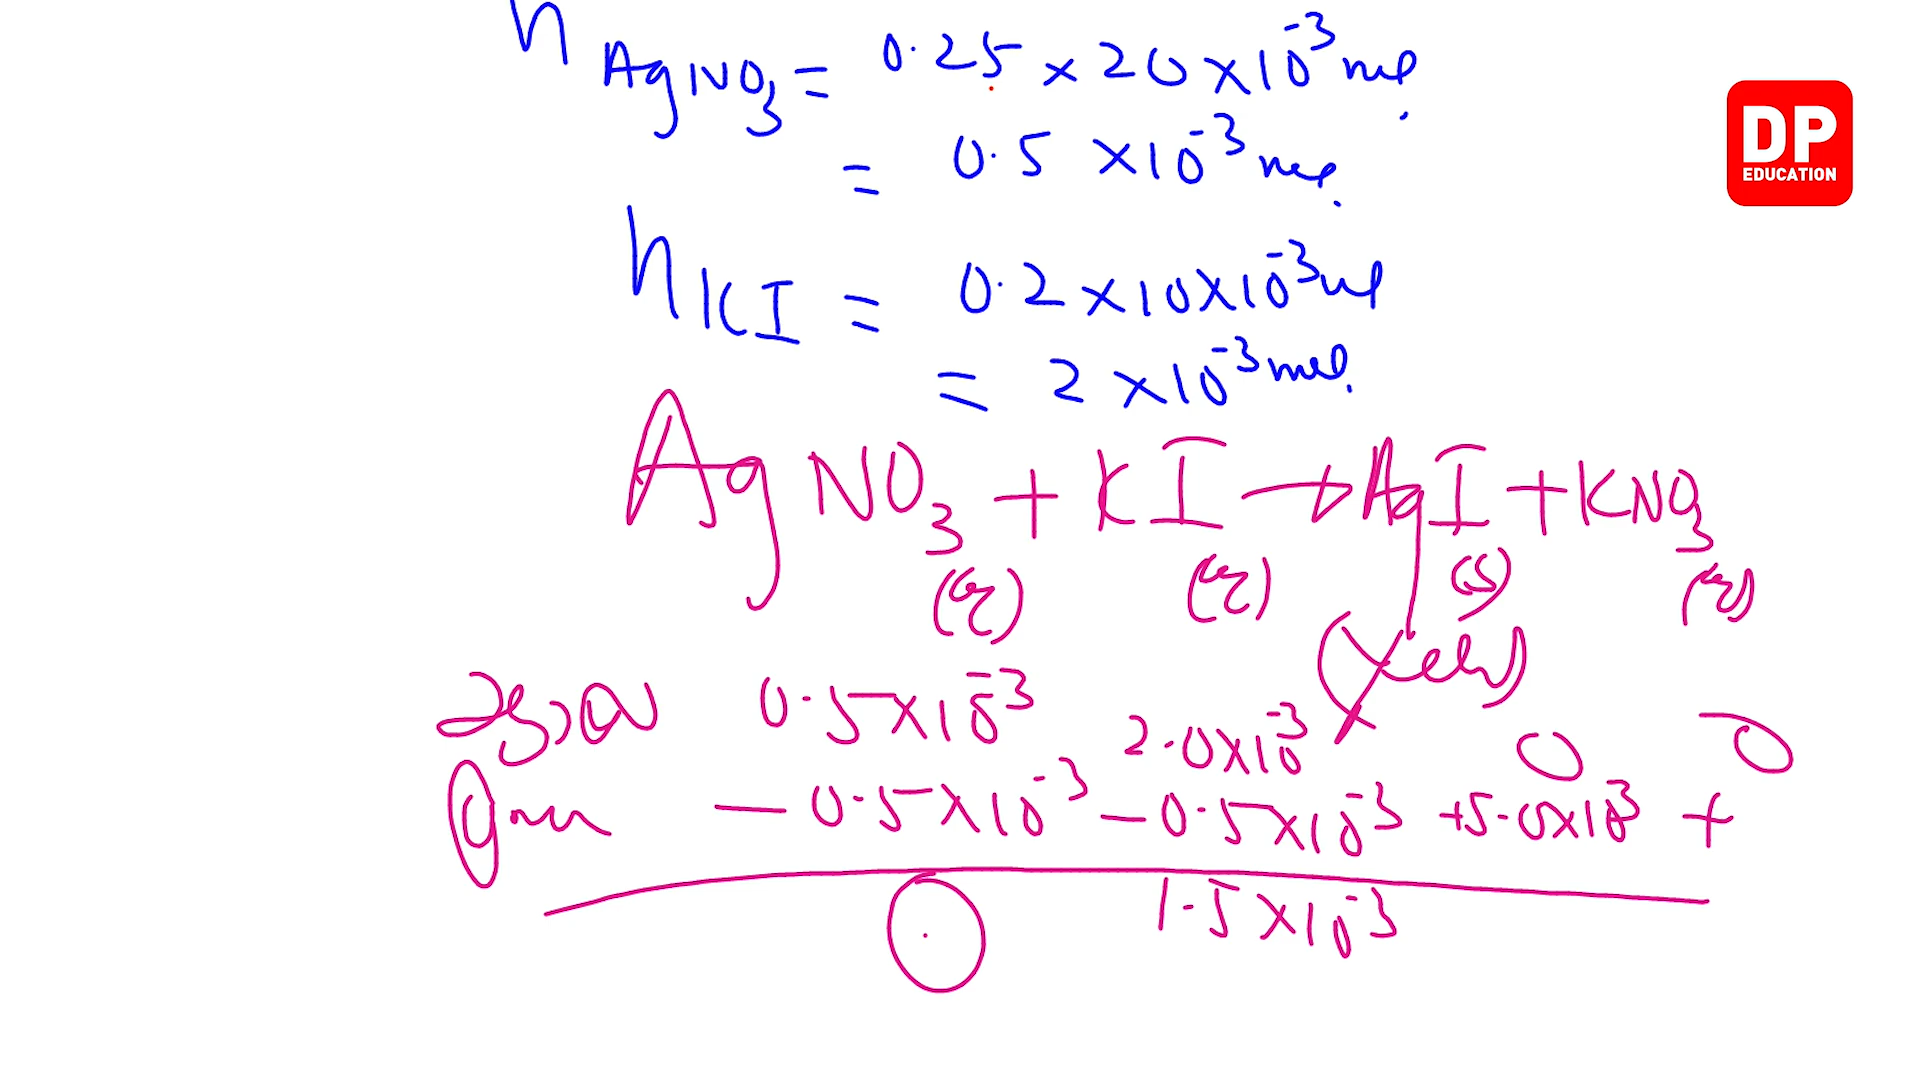 n AgNO₃ = 0.25 × 20 × 10⁻³ mol.
= 0.5 × 10⁻³ mol.
n KI = 0.2 × 10 × 10⁻³ mol
= 2 × 10⁻³ mol.
AgNO₃ + KI → AgI + KNO₃
(aq) (aq) (s) (aq)
0.5 × 10⁻³ 2.0 × 10⁻³ 0 0
− 0.5 × 10⁻³ − 0.5 × 10⁻³ + 5.0 × 10⁻³ +
0 1.5 × 10⁻³
DP
EDUCATION